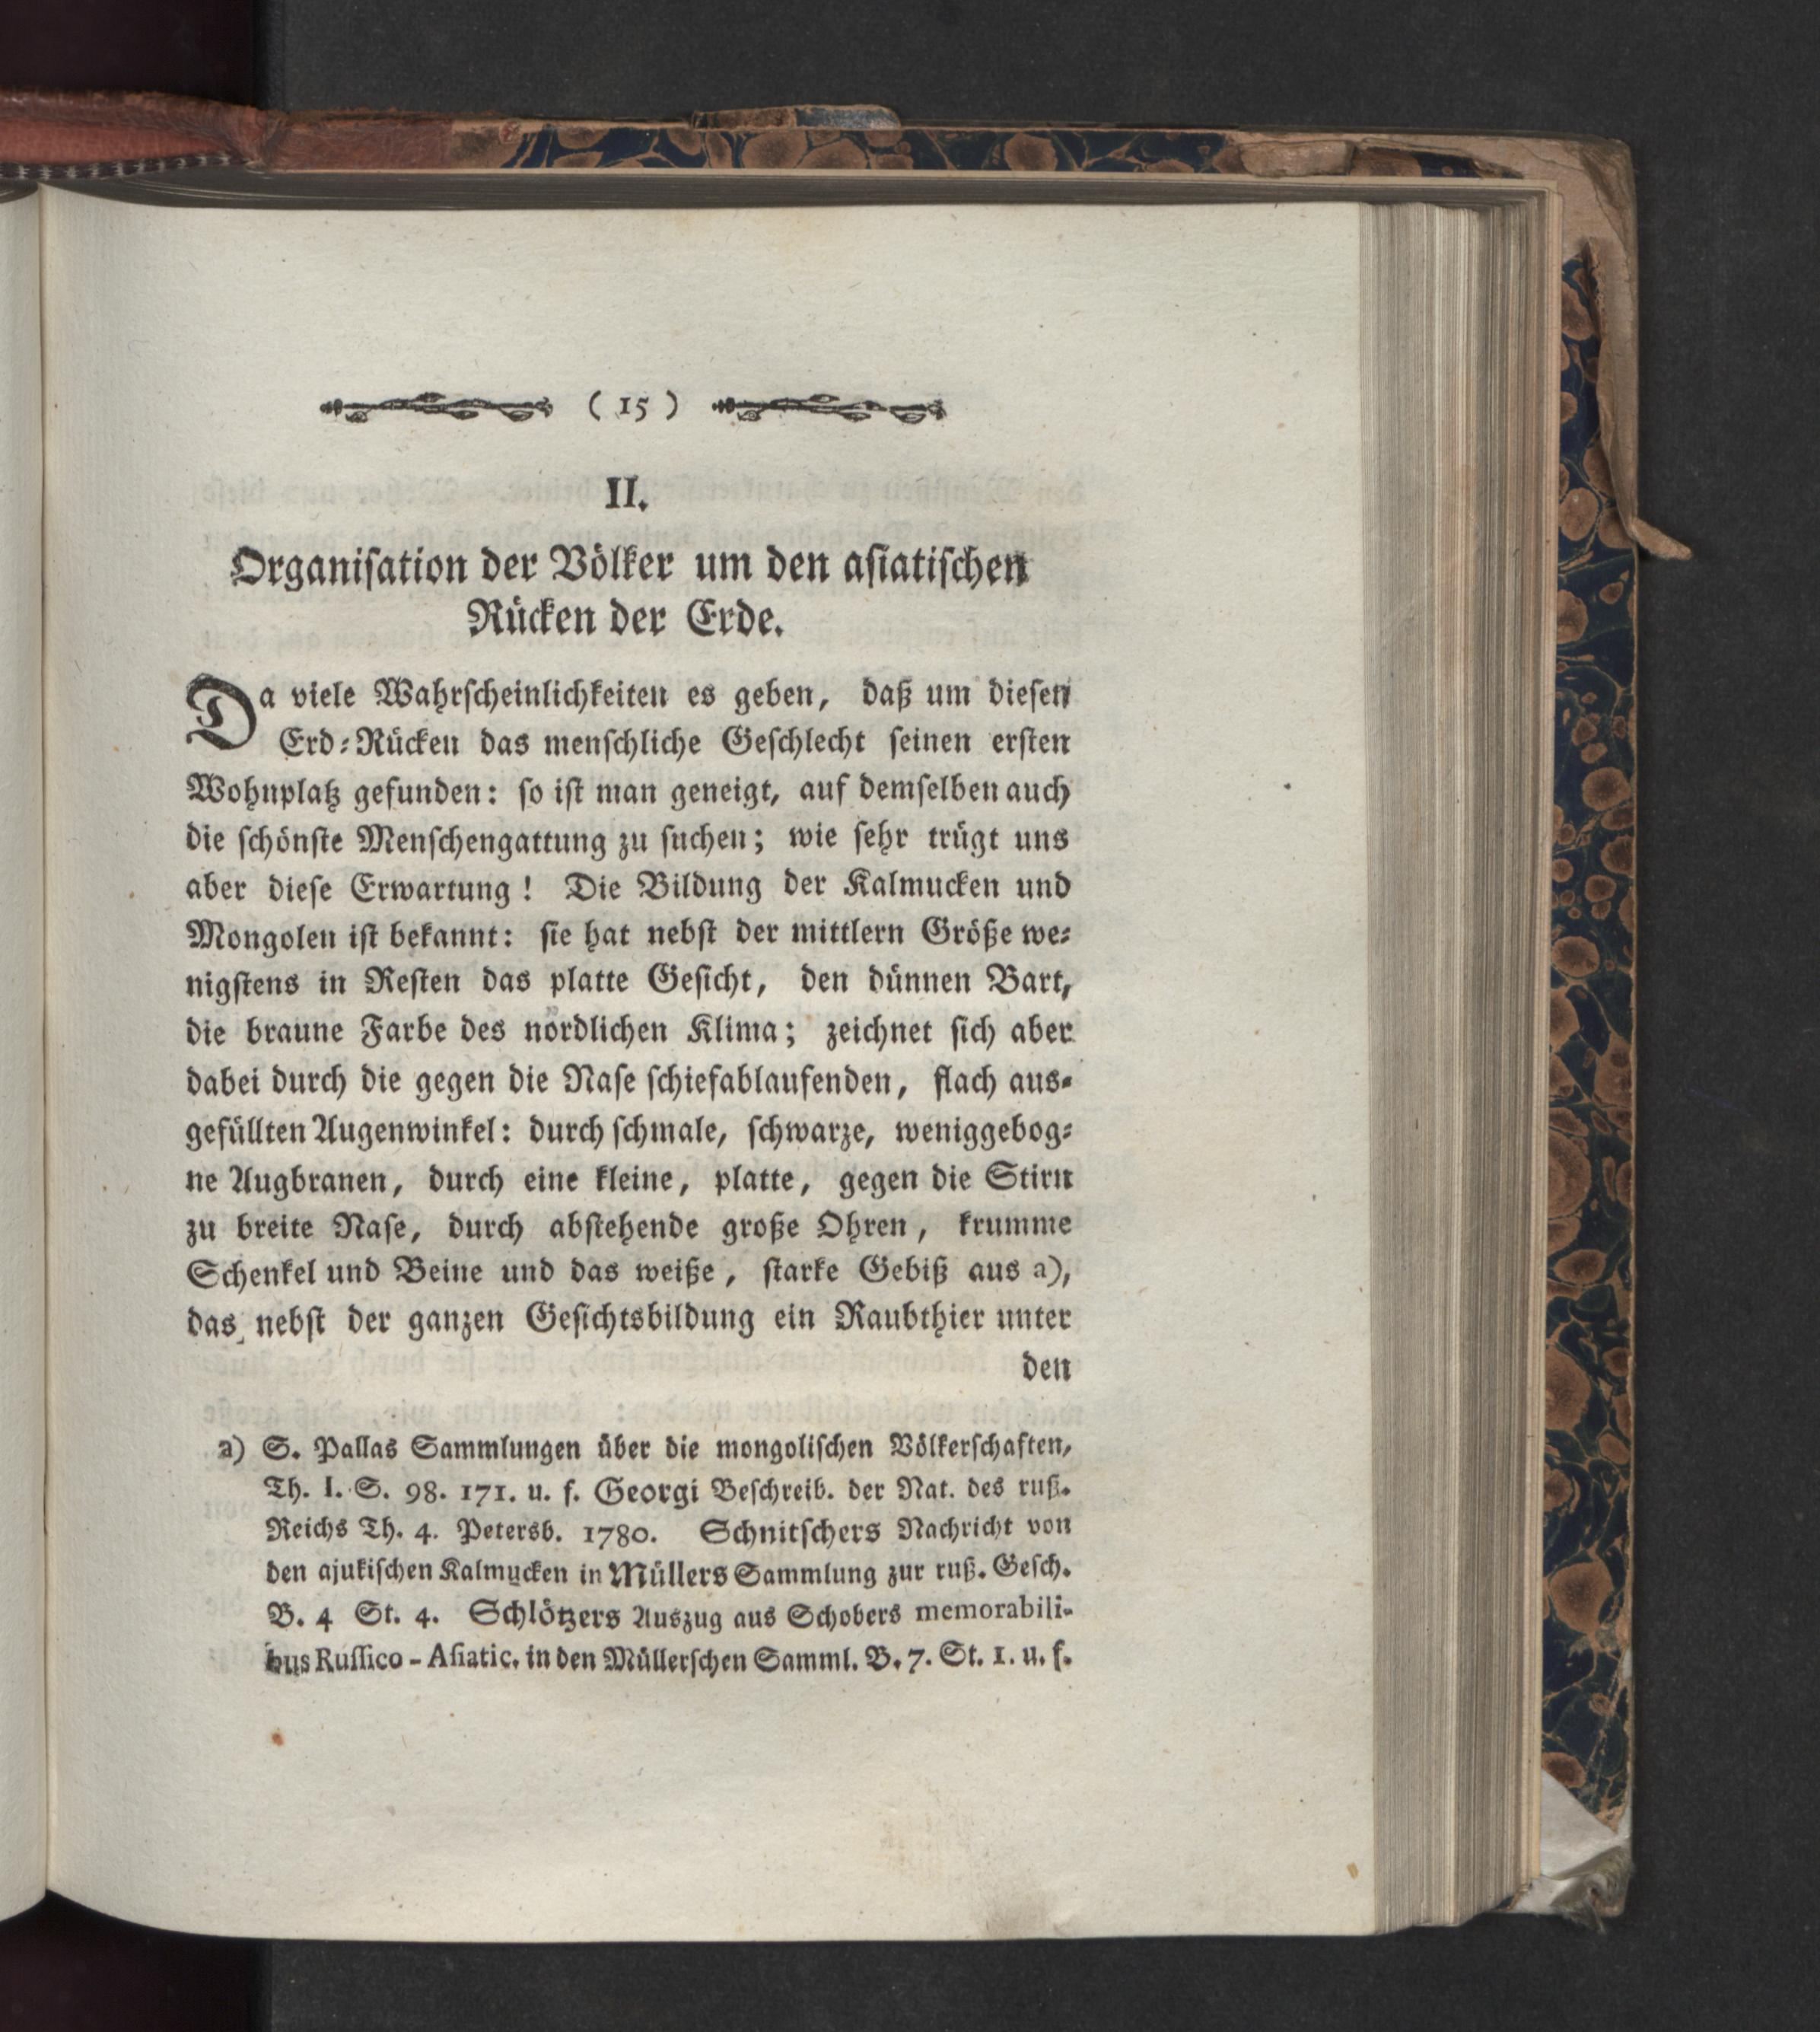 ( 15 )
II.
Organiſation der Völker um den aſiatiſchen
Rücken der Erde.
Da viele Wahrſcheinlichkeiten es geben, daß um dieſen
Erd-Rücken das menſchliche Geſchlecht ſeinen erſten
Wohnplatz gefunden: ſo iſt man geneigt, auf demſelben auch
die ſchönſte Menſchengattung zu ſuchen; wie ſehr trügt uns
aber dieſe Erwartung! Die Bildung der Kalmucken und
Mongolen iſt bekannt: ſie hat nebſt der mittlern Größe we-
nigſtens in Reſten das platte Geſicht, den dünnen Bart,
die braune Farbe des nördlichen Klima; zeichnet ſich aber
dabei durch die gegen die Naſe ſchiefablaufenden, flach aus-
gefüllten Augenwinkel: durch ſchmale, ſchwarze, weniggebog-
ne Augbranen, durch eine kleine, platte, gegen die Stirn
zu breite Naſe, durch abſtehende große Ohren, krumme
Schenkel und Beine und das weiße, ſtarke Gebiß aus a),
das nebſt der ganzen Geſichtsbildung ein Raubthier unter
den
a) S. Pallas Sammlungen über die mongoliſchen Völkerſchaften,
Th. I. S. 98. 171. u. f. Georgi Beſchreib. der Nat. des ruß.
Reichs Th. 4. Petersb. 1780. Schnitſchers Nachricht von
den ajukiſchen Kalmucken in Müllers Sammlung zur ruß. Geſch.
B. 4 St. 4. Schlötzers Auszug aus Schobers memorabili-
bus Ruſſico-Aſiatic. in den Müllerſchen Samml. B. 7. St. 1. u. f.